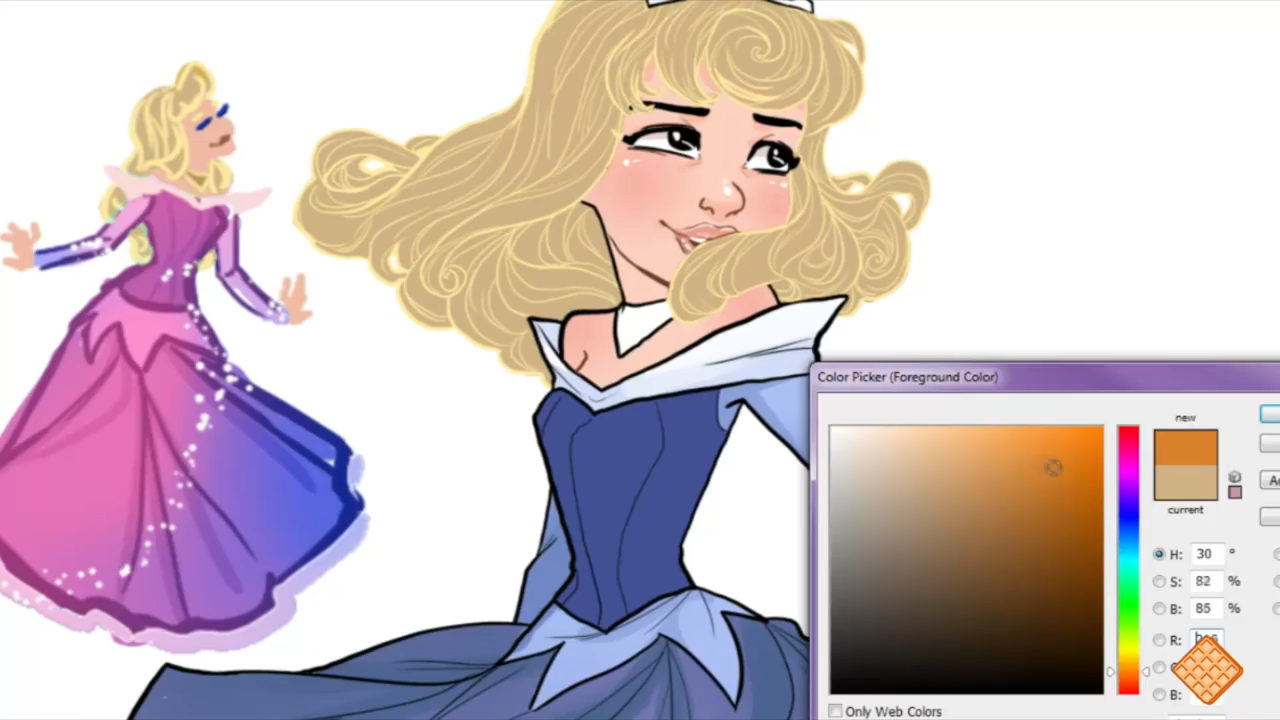 Color Picker (Foreground Color)
new
current
H: 30 °
S: 82 %
B: 85 %
R:
B:
Only Web Colors